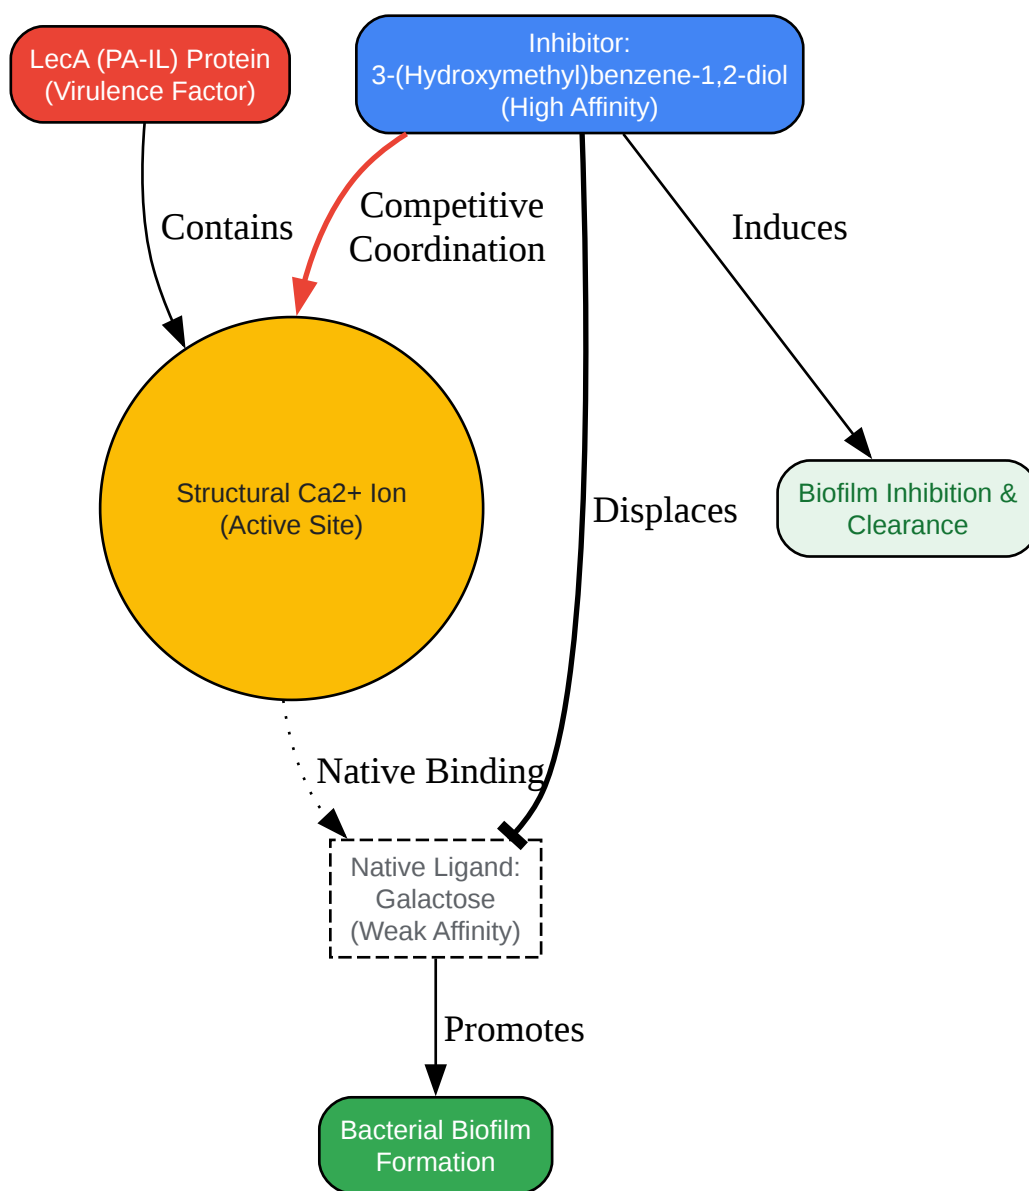 LecA (PA-IL) Protein
(Virulence Factor)
Inhibitor:
3-(Hydroxymethyl)benzene-1,2-diol
(High Affinity)
Contains
Competitive
Coordination
Induces
Structural Ca2+ Ion
(Active Site)
Displaces
Biofilm Inhibition &
Clearance
Native Binding
Native Ligand:
Galactose
(Weak Affinity)
Promotes
Bacterial Biofilm
Formation